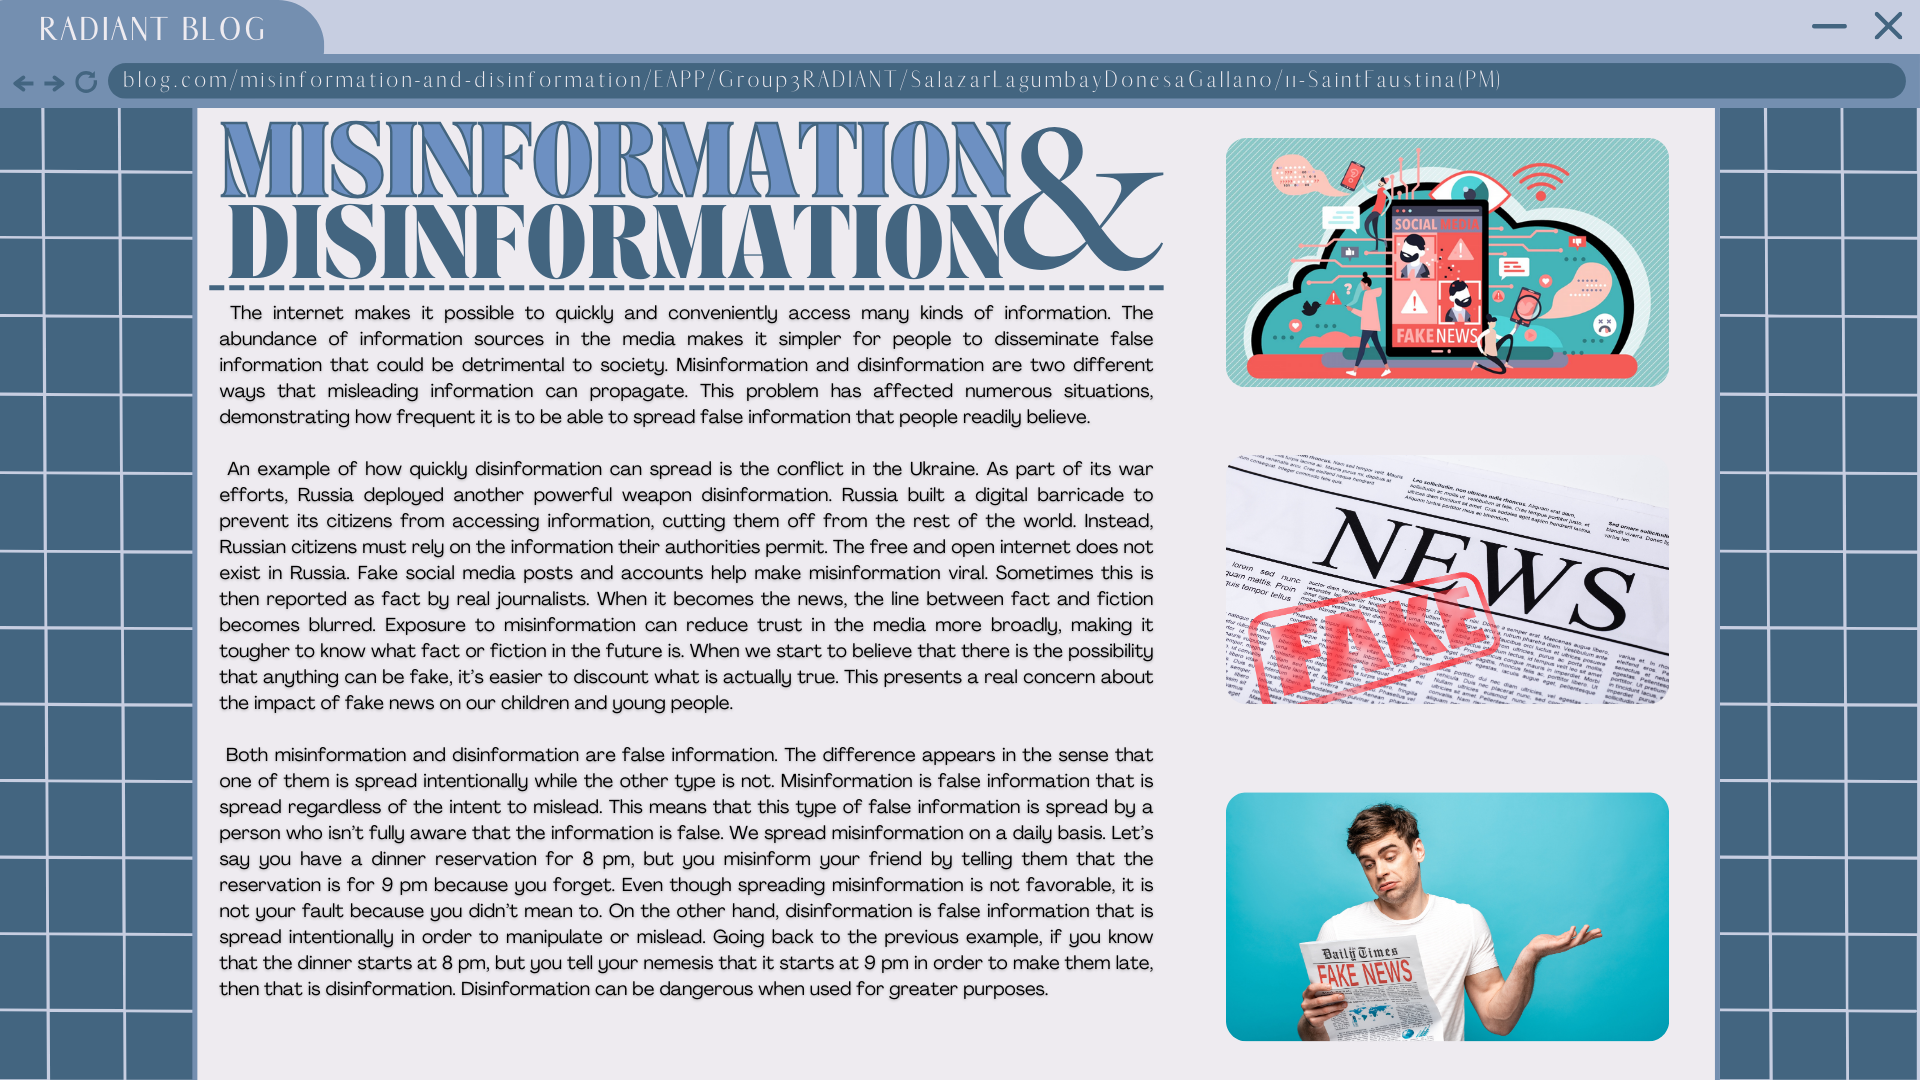 RADIANT BLOG
blog.com/misinformation-and-disinformation/EAPP/Group3RADIANT/SalazarLagumbayDonesaGallano/11-SaintFaustina(PM)
MISINFORMATION
&
DISINFORMATION
The internet makes it possible to quickly and conveniently access many kinds of information. The
abundance of information sources in the media makes it simpler for people to disseminate false
information that could be detrimental to society. Misinformation and disinformation are two different
ways that misleading information can propagate. This problem has affected numerous situations,
demonstrating how frequent it is to be able to spread false information that people readily believe.
An example of how quickly disinformation can spread is the conflict in the Ukraine. As part of its war
efforts, Russia deployed another powerful weapon disinformation. Russia built a digital barricade to
prevent its citizens from accessing information, cutting them off from the rest of the world. Instead,
Russian citizens must rely on the information their authorities permit. The free and open internet does not
exist in Russia. Fake social media posts and accounts help make misinformation viral. Sometimes this is
then reported as fact by real journalists. When it becomes the news, the line between fact and fiction
becomes blurred. Exposure to misinformation can reduce trust in the media more broadly, making it
tougher to know what fact or fiction in the future is. When we start to believe that there is the possibility
that anything can be fake, it's easier to discount what is actually true. This presents a real concern about
the impact of fake news on our children and young people.
Both misinformation and disinformation are false information. The difference appears in the sense that
one of them is spread intentionally while the other type is not. Misinformation is false information that is
spread regardless of the intent to mislead. This means that this type of false information is spread by a
person who isn't fully aware that the information is false. We spread misinformation on a daily basis. Let's
say you have a dinner reservation for 8 pm, but you misinform your friend by telling them that the
reservation is for 9 pm because you forget. Even though spreading misinformation is not favorable, it is
not your fault because you didn't mean to. On the other hand, disinformation is false information that is
spread intentionally in order to manipulate or mislead. Going back to the previous example, if you know
that the dinner starts at 8 pm, but you tell your nemesis that it starts at 9 pm in order to make them late,
then that is disinformation. Disinformation can be dangerous when used for greater purposes.
SOCIAL MEDIA
FAKE NEWS
NEWS
FAKE
Daily Times
FAKE NEWS